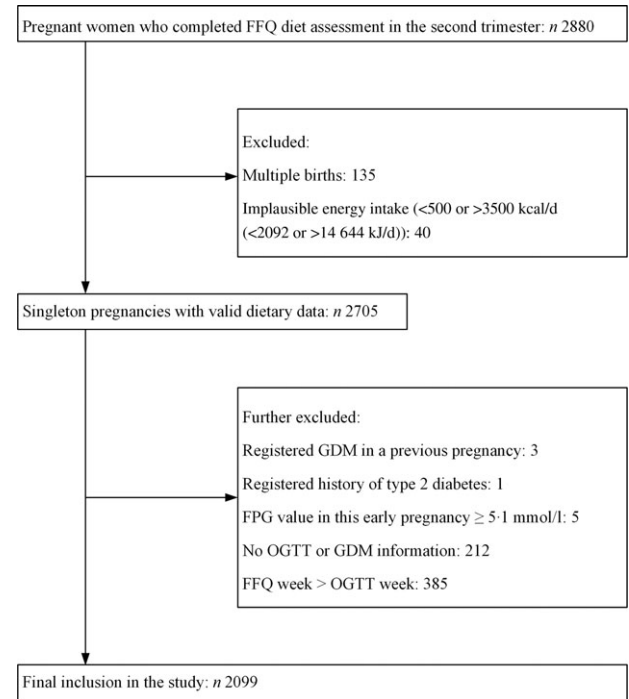 Pregnant women who completed FFQ diet assessment in the second trimester: n 2880
Excluded:
Multiple births: 135
Implausible energy intake (<500 or >3500 kcal/d
(<2092 or >14 644 kJ/d)): 40
Singleton pregnancies with valid dietary data: n 2705
Further excluded:
Registered GDM in a previous pregnancy: 3
Registered history of type 2 diabetes: 1
FPG value in this early pregnancy ≥ 5·1 mmol/l: 5
No OGTT or GDM information: 212
FFQ week > OGTT week: 385
Final inclusion in the study: n 2099